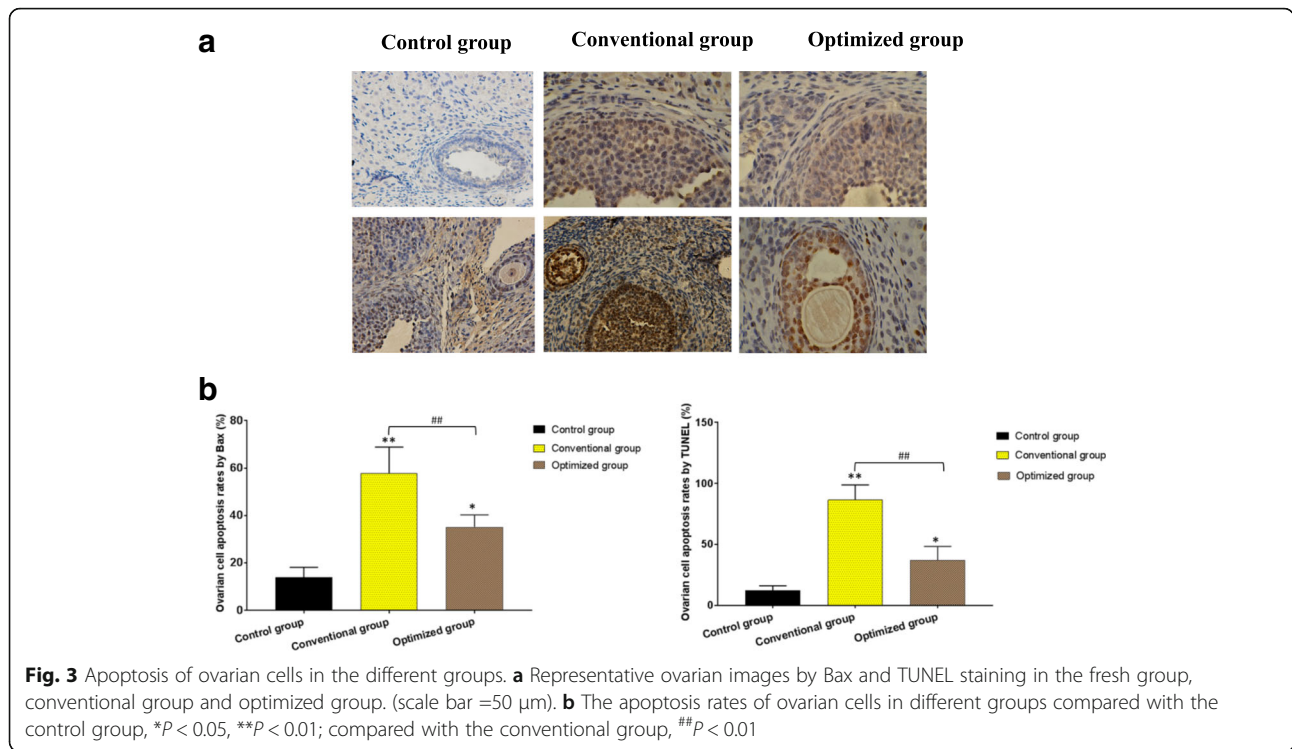 a
Control group Conventional group Optimized group
b
Ovarian cell apoptosis rates by Bax (%)
80
60
40
20
0
**
##
*
Control group
Conventional group
Optimized group
Control group
Conventional group
Optimized group
Ovarian cell apoptosis rates by TUNEL (%)
150
100
50
0
**
##
*
Control group
Conventional group
Optimized group
Control group
Conventional group
Optimized group
Fig. 3 Apoptosis of ovarian cells in the different groups. a Representative ovarian images by Bax and TUNEL staining in the fresh group,
conventional group and optimized group. (scale bar =50 μm). b The apoptosis rates of ovarian cells in different groups compared with the
control group, *P < 0.05, **P < 0.01; compared with the conventional group, ##P < 0.01